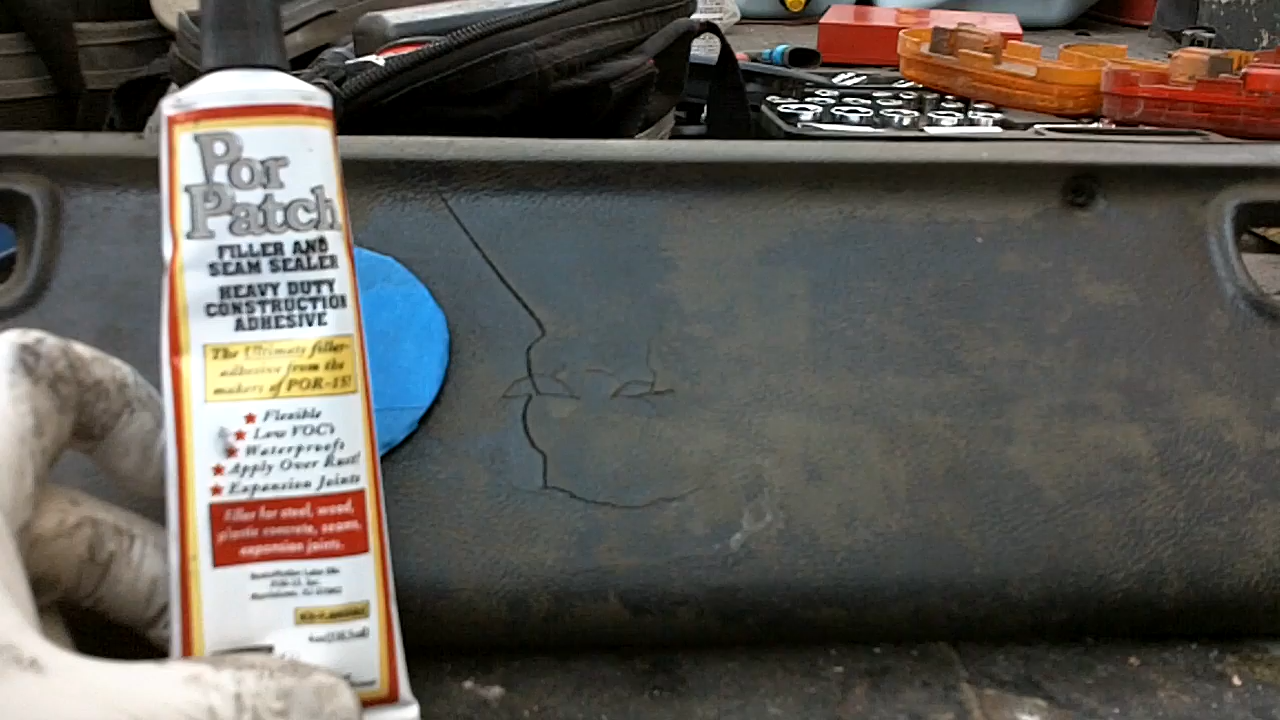 Por
Patch
FILLER AND
SEAM SEALER
HEAVY DUTY
CONSTRUCTION
ADHESIVE
The Ultimate filler-
adhesive from the
makers of POR-15!
Flexible
Low VOC's
Waterproof!
Apply Over Rust!
Expansion Joints
Filler for steel, wood,
plastic concrete, seams,
expansion joints.